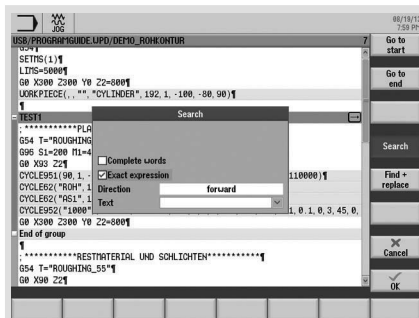 JOG
08/19/1
7:59 PM
USB/PROGRAMGUIDE.WPD/DEMO_ROHKONTUR 7
G54¶
SETMS(1)¶
LIMS=5000¶
G0 X300 Z300 Y0 Z2=800¶
WORKPIECE(,,"","CYLINDER",192,1,-100,-80,90)¶
¶
TEST1
;***********PLA
G54 T="ROUGHING
G96 S1=200 M1=4
G0 X93 Z2¶
CYCLE951(90,1,- 110000)¶
CYCLE62("ROH",1
CYCLE62("AS1",1
CYCLE952("1000" 1,0.1,0,3,45,0,
G0 X300 Z300 Y0 Z2=800¶
End of group
¶
;***********RESTMATERIAL UND SCHLICHTEN***********¶
G54 T="ROUGHING_55"¶
G0 X90 Z2¶
Search
Complete words
Exact expression
Direction forward
Text
Go to
start
Go to
end
Search
Find +
replace
Cancel
OK